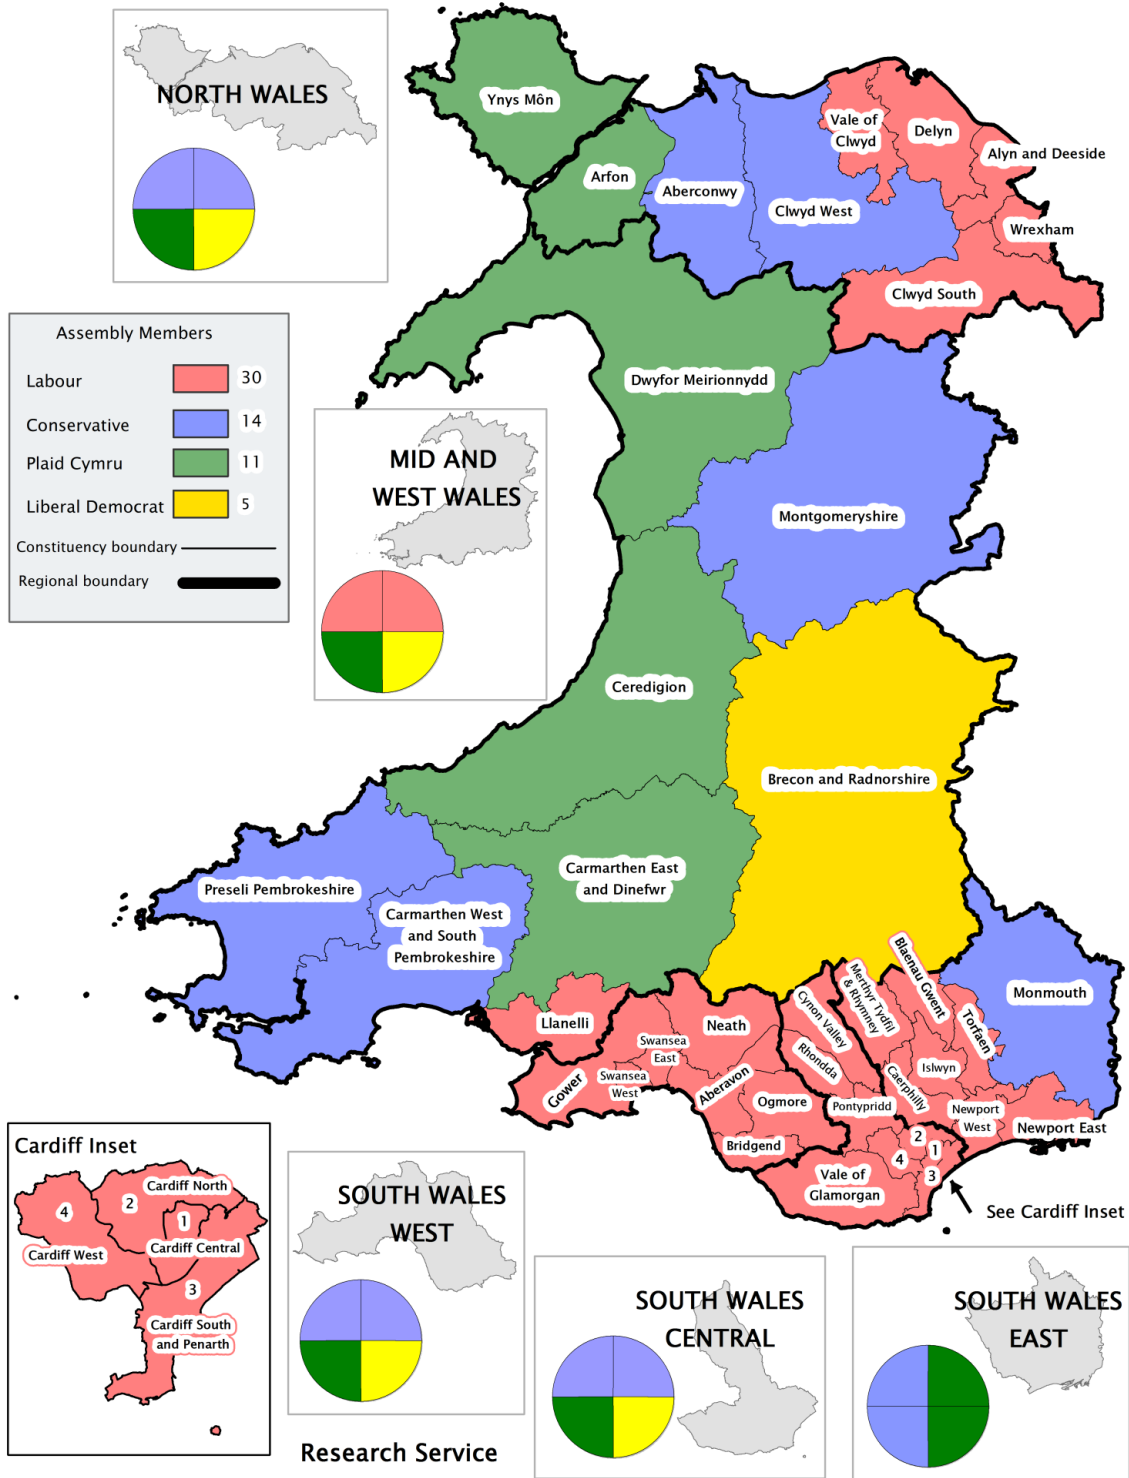 NORTH WALES
Ynys Môn
Arfon
Aberconwy
Clwyd West
Vale of
Clwyd
Delyn
Alyn and Deeside
Wrexham
Clwyd South
Assembly Members
Labour 30
Conservative 14
Plaid Cymru 11
Liberal Democrat 5
Constituency boundary
Regional boundary
Dwyfor Meirionnydd
MID AND
WEST WALES
Montgomeryshire
Ceredigion
Brecon and Radnorshire
Preseli Pembrokeshire
Carmarthen East
and Dinefwr
Carmarthen West
and South
Pembrokeshire
Llanelli
Gower
Swansea
West
Swansea
East
Neath
Aberavon
Ogmore
Bridgend
Cynon Valley
Rhondda
Pontypridd
Merthyr Tydfil
& Rhymney
Blaenau Gwent
Torfaen
Islwyn
Caerphilly
Newport
West
Newport East
Monmouth
Vale of
Glamorgan
2
1
4
3
See Cardiff Inset
Cardiff Inset
Cardiff North
2
4
1
Cardiff West
Cardiff Central
3
Cardiff South
and Penarth
SOUTH WALES
WEST
SOUTH WALES
CENTRAL
SOUTH WALES
EAST
Research Service